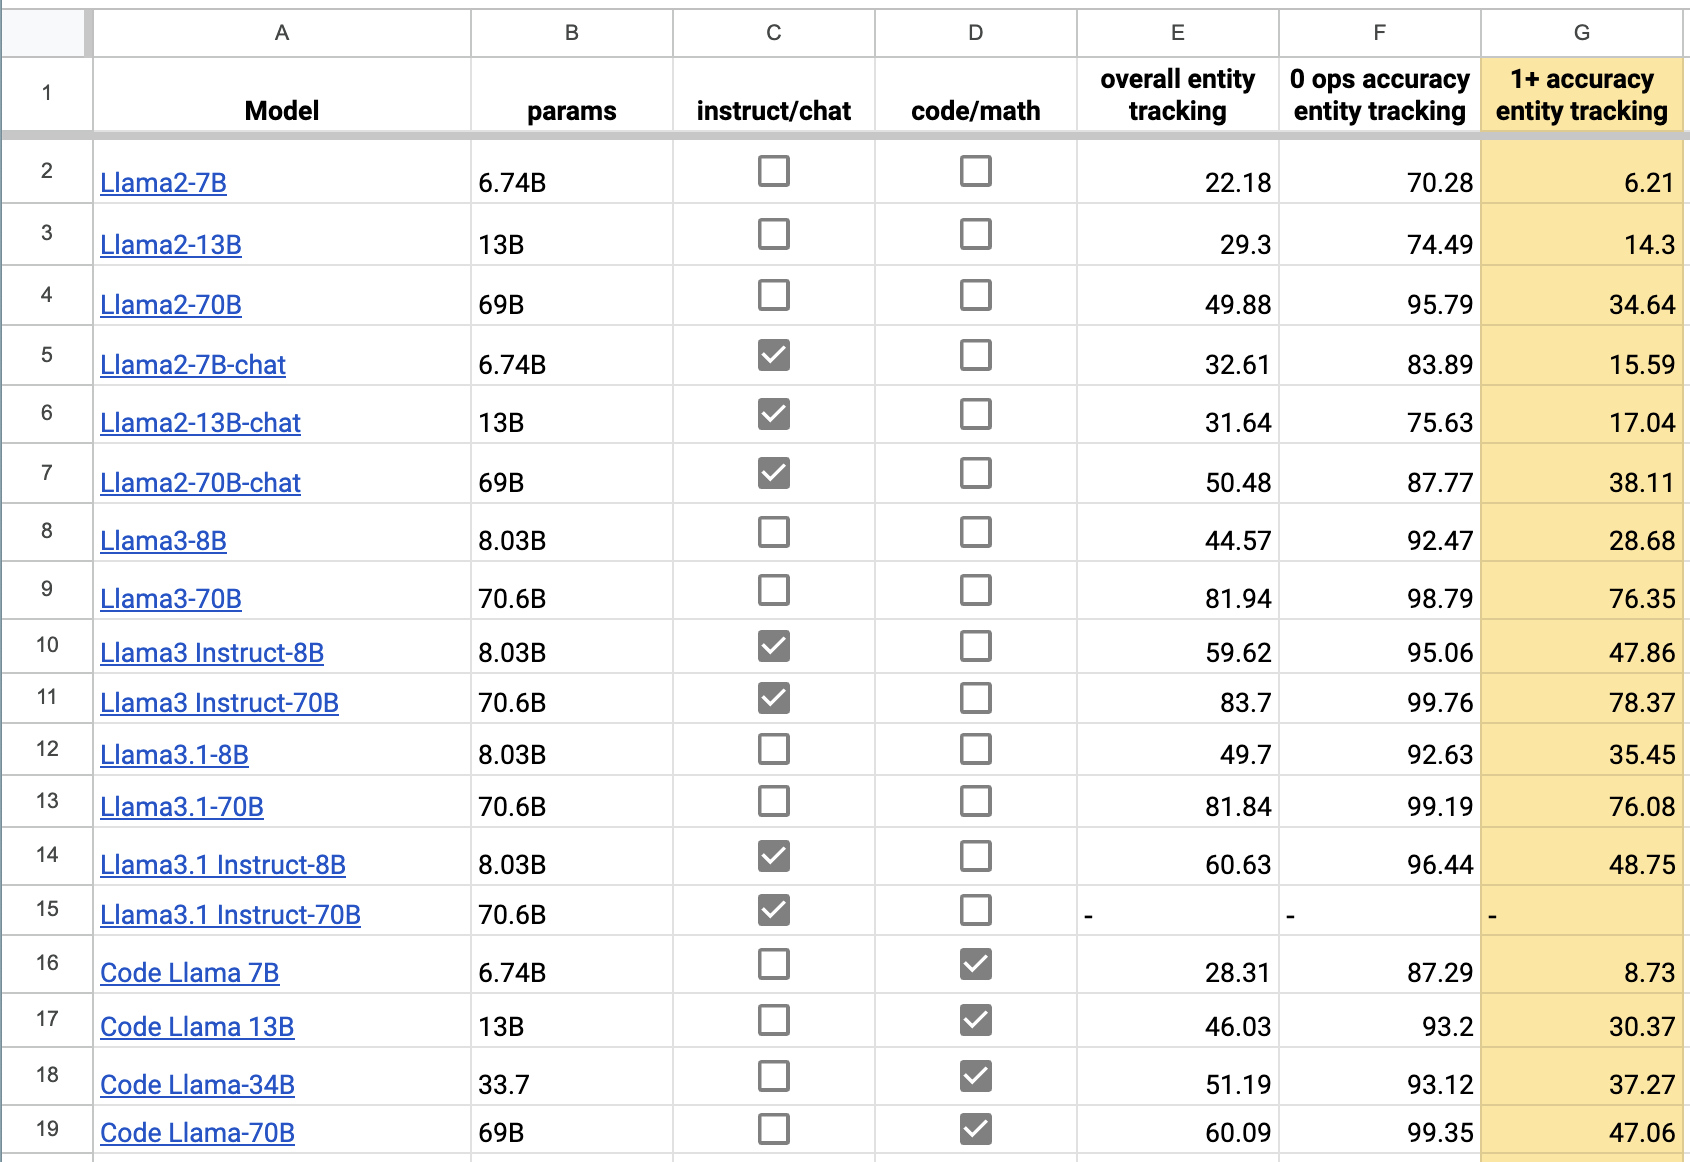 A B C D E F G
1 Model params instruct/chat code/math overall entity tracking 0 ops accuracy entity tracking 1+ accuracy entity tracking
2 Llama2-7B 6.74B 22.18 70.28 6.21
3 Llama2-13B 13B 29.3 74.49 14.3
4 Llama2-70B 69B 49.88 95.79 34.64
5 Llama2-7B-chat 6.74B 32.61 83.89 15.59
6 Llama2-13B-chat 13B 31.64 75.63 17.04
7 Llama2-70B-chat 69B 50.48 87.77 38.11
8 Llama3-8B 8.03B 44.57 92.47 28.68
9 Llama3-70B 70.6B 81.94 98.79 76.35
10 Llama3 Instruct-8B 8.03B 59.62 95.06 47.86
11 Llama3 Instruct-70B 70.6B 83.7 99.76 78.37
12 Llama3.1-8B 8.03B 49.7 92.63 35.45
13 Llama3.1-70B 70.6B 81.84 99.19 76.08
14 Llama3.1 Instruct-8B 8.03B 60.63 96.44 48.75
15 Llama3.1 Instruct-70B 70.6B - - -
16 Code Llama 7B 6.74B 28.31 87.29 8.73
17 Code Llama 13B 13B 46.03 93.2 30.37
18 Code Llama-34B 33.7 51.19 93.12 37.27
19 Code Llama-70B 69B 60.09 99.35 47.06